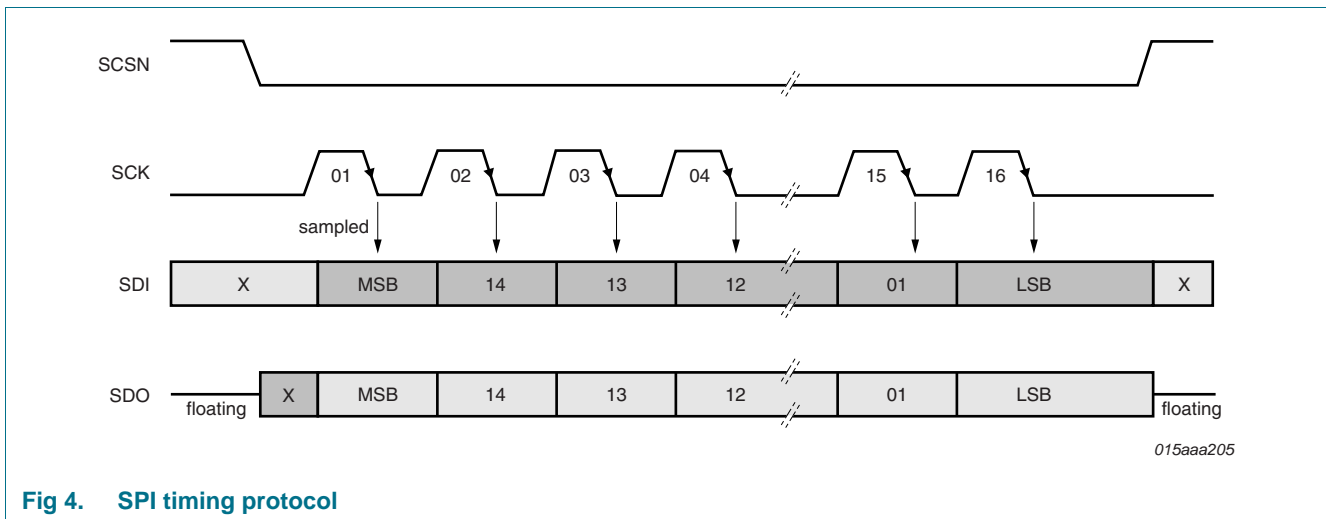 SCSN
SCK 01 02 03 04 15 16
sampled
SDI X MSB 14 13 12 01 LSB X
SDO X MSB 14 13 12 01 LSB
floating floating
015aaa205
Fig 4. SPI timing protocol